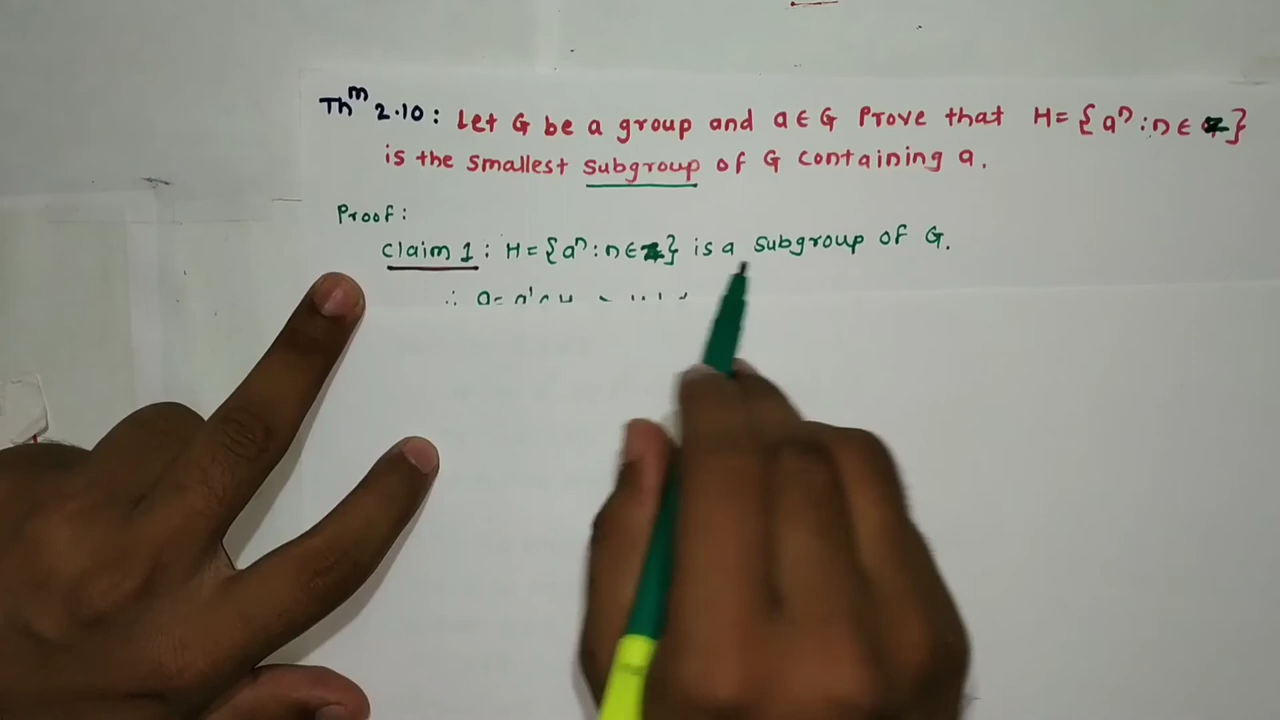 Thᵐ 2.10: Let G be a group and a ∈ G Prove that H = {aⁿ : n ∈ ℤ}
is the smallest subgroup of G containing a.
Proof:
Claim 1: H = {aⁿ : n ∈ ℤ} is a subgroup of G.